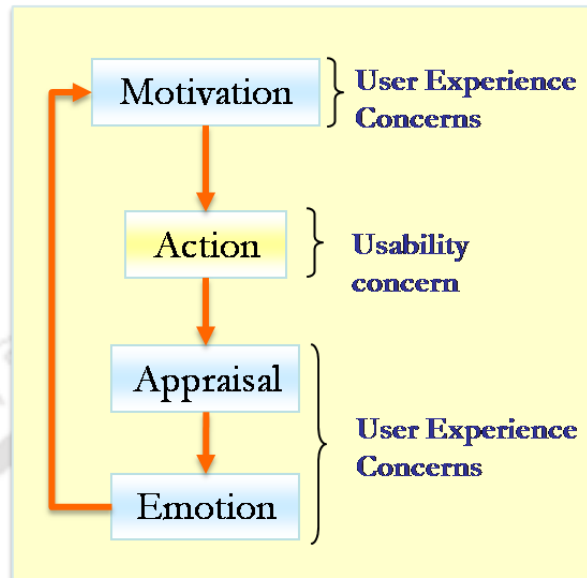 Motivation
User Experience
Concerns
Action
Usability
concern
Appraisal
User Experience
Concerns
Emotion